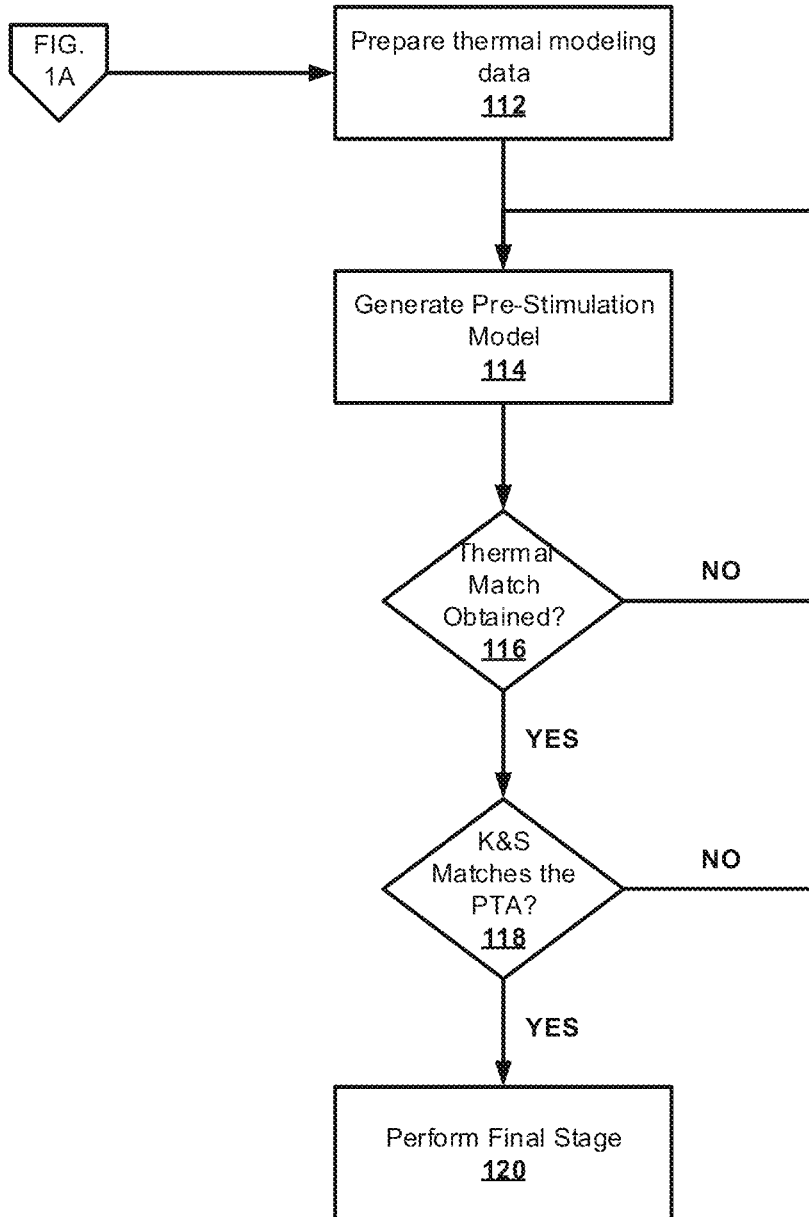 FIG.
1A
Prepare thermal modeling
data
112
Generate Pre-Stimulation
Model
114
Thermal
Match
Obtained?
116
NO
YES
K&S
Matches the
PTA?
118
NO
YES
Perform Final Stage
120